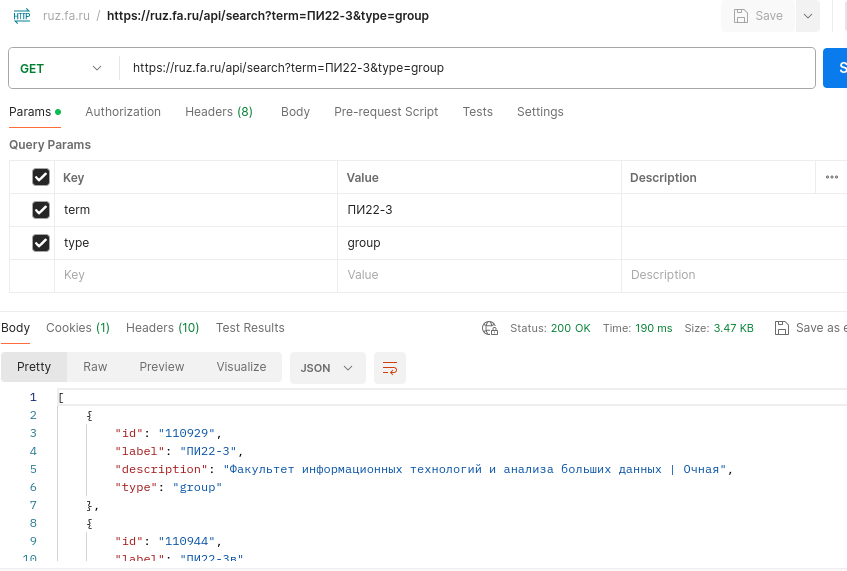 HTTP ruz.fa.ru / https://ruz.fa.ru/api/search?term=ПИ22-3&type=group Save
GET https://ruz.fa.ru/api/search?term=ПИ22-3&type=group S
Params Authorization Headers (8) Body Pre-request Script Tests Settings
Query Params
Key Value Description
term ПИ22-3
type group
Key Value Description
Body Cookies (1) Headers (10) Test Results Status: 200 OK Time: 190 ms Size: 3.47 KB Save as e
Pretty Raw Preview Visualize JSON
1 [
2 {
3 "id": "110929",
4 "label": "ПИ22-3",
5 "description": "Факультет информационных технологий и анализа больших данных | Очная",
6 "type": "group"
7 },
8 {
9 "id": "110944",
10 "label": "ПИ22-3в"